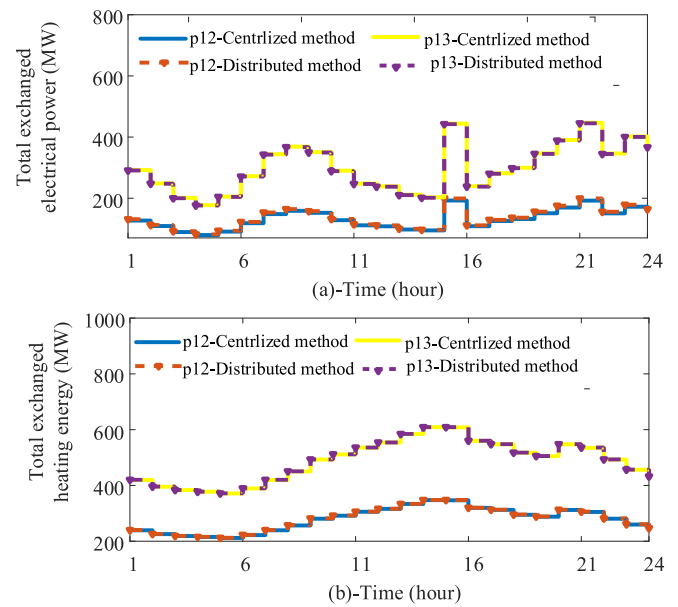 800
p12-Centrlized method
p13-Centrlized method
p12-Distributed method
p13-Distributed method
600
400
200
Total exchanged
electrical power (MW)
1
6
11
16
21
24
(a)-Time (hour)
1000
p12-Centrlized method
p13-Centrlized method
p12-Distributed method
p13-Distributed method
800
600
400
200
Total exchanged
heating energy (MW)
1
6
11
16
21
24
(b)-Time (hour)